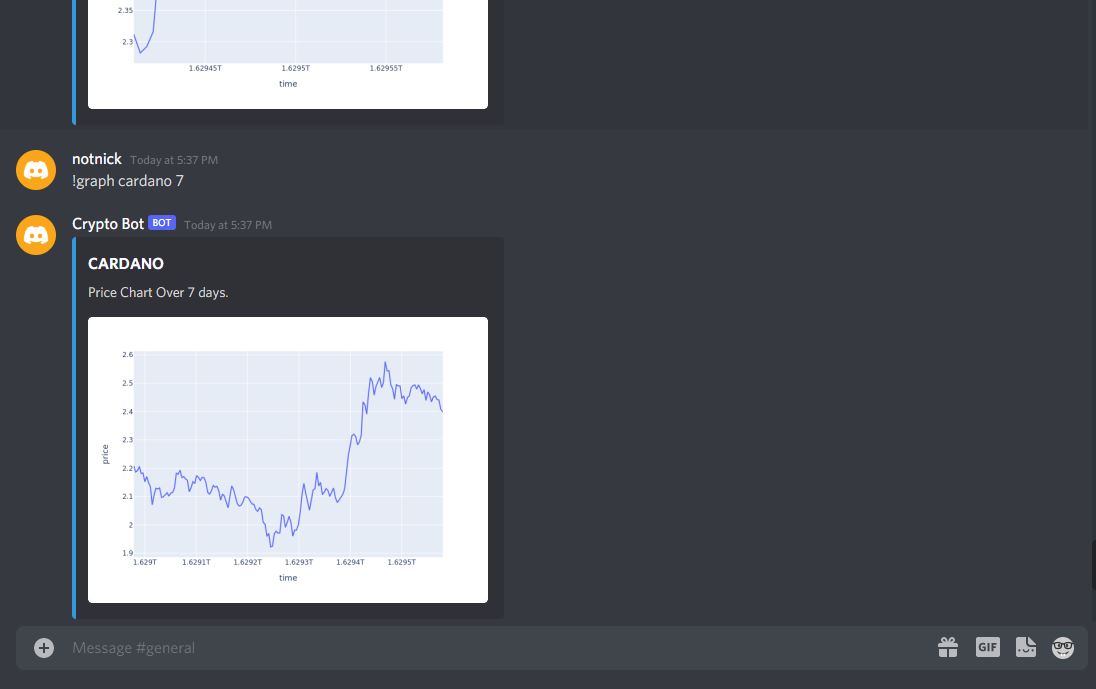 2.35
2.3
1.62945T 1.6295T 1.62955T
time
notnick Today at 5:37 PM
!graph cardano 7
Crypto Bot BOT Today at 5:37 PM
CARDANO
Price Chart Over 7 days.
2.6
2.5
2.4
2.3
price
2.2
2.1
2
1.9
1.629T 1.6291T 1.6292T 1.6293T 1.6294T 1.6295T
time
Message #general
GIF